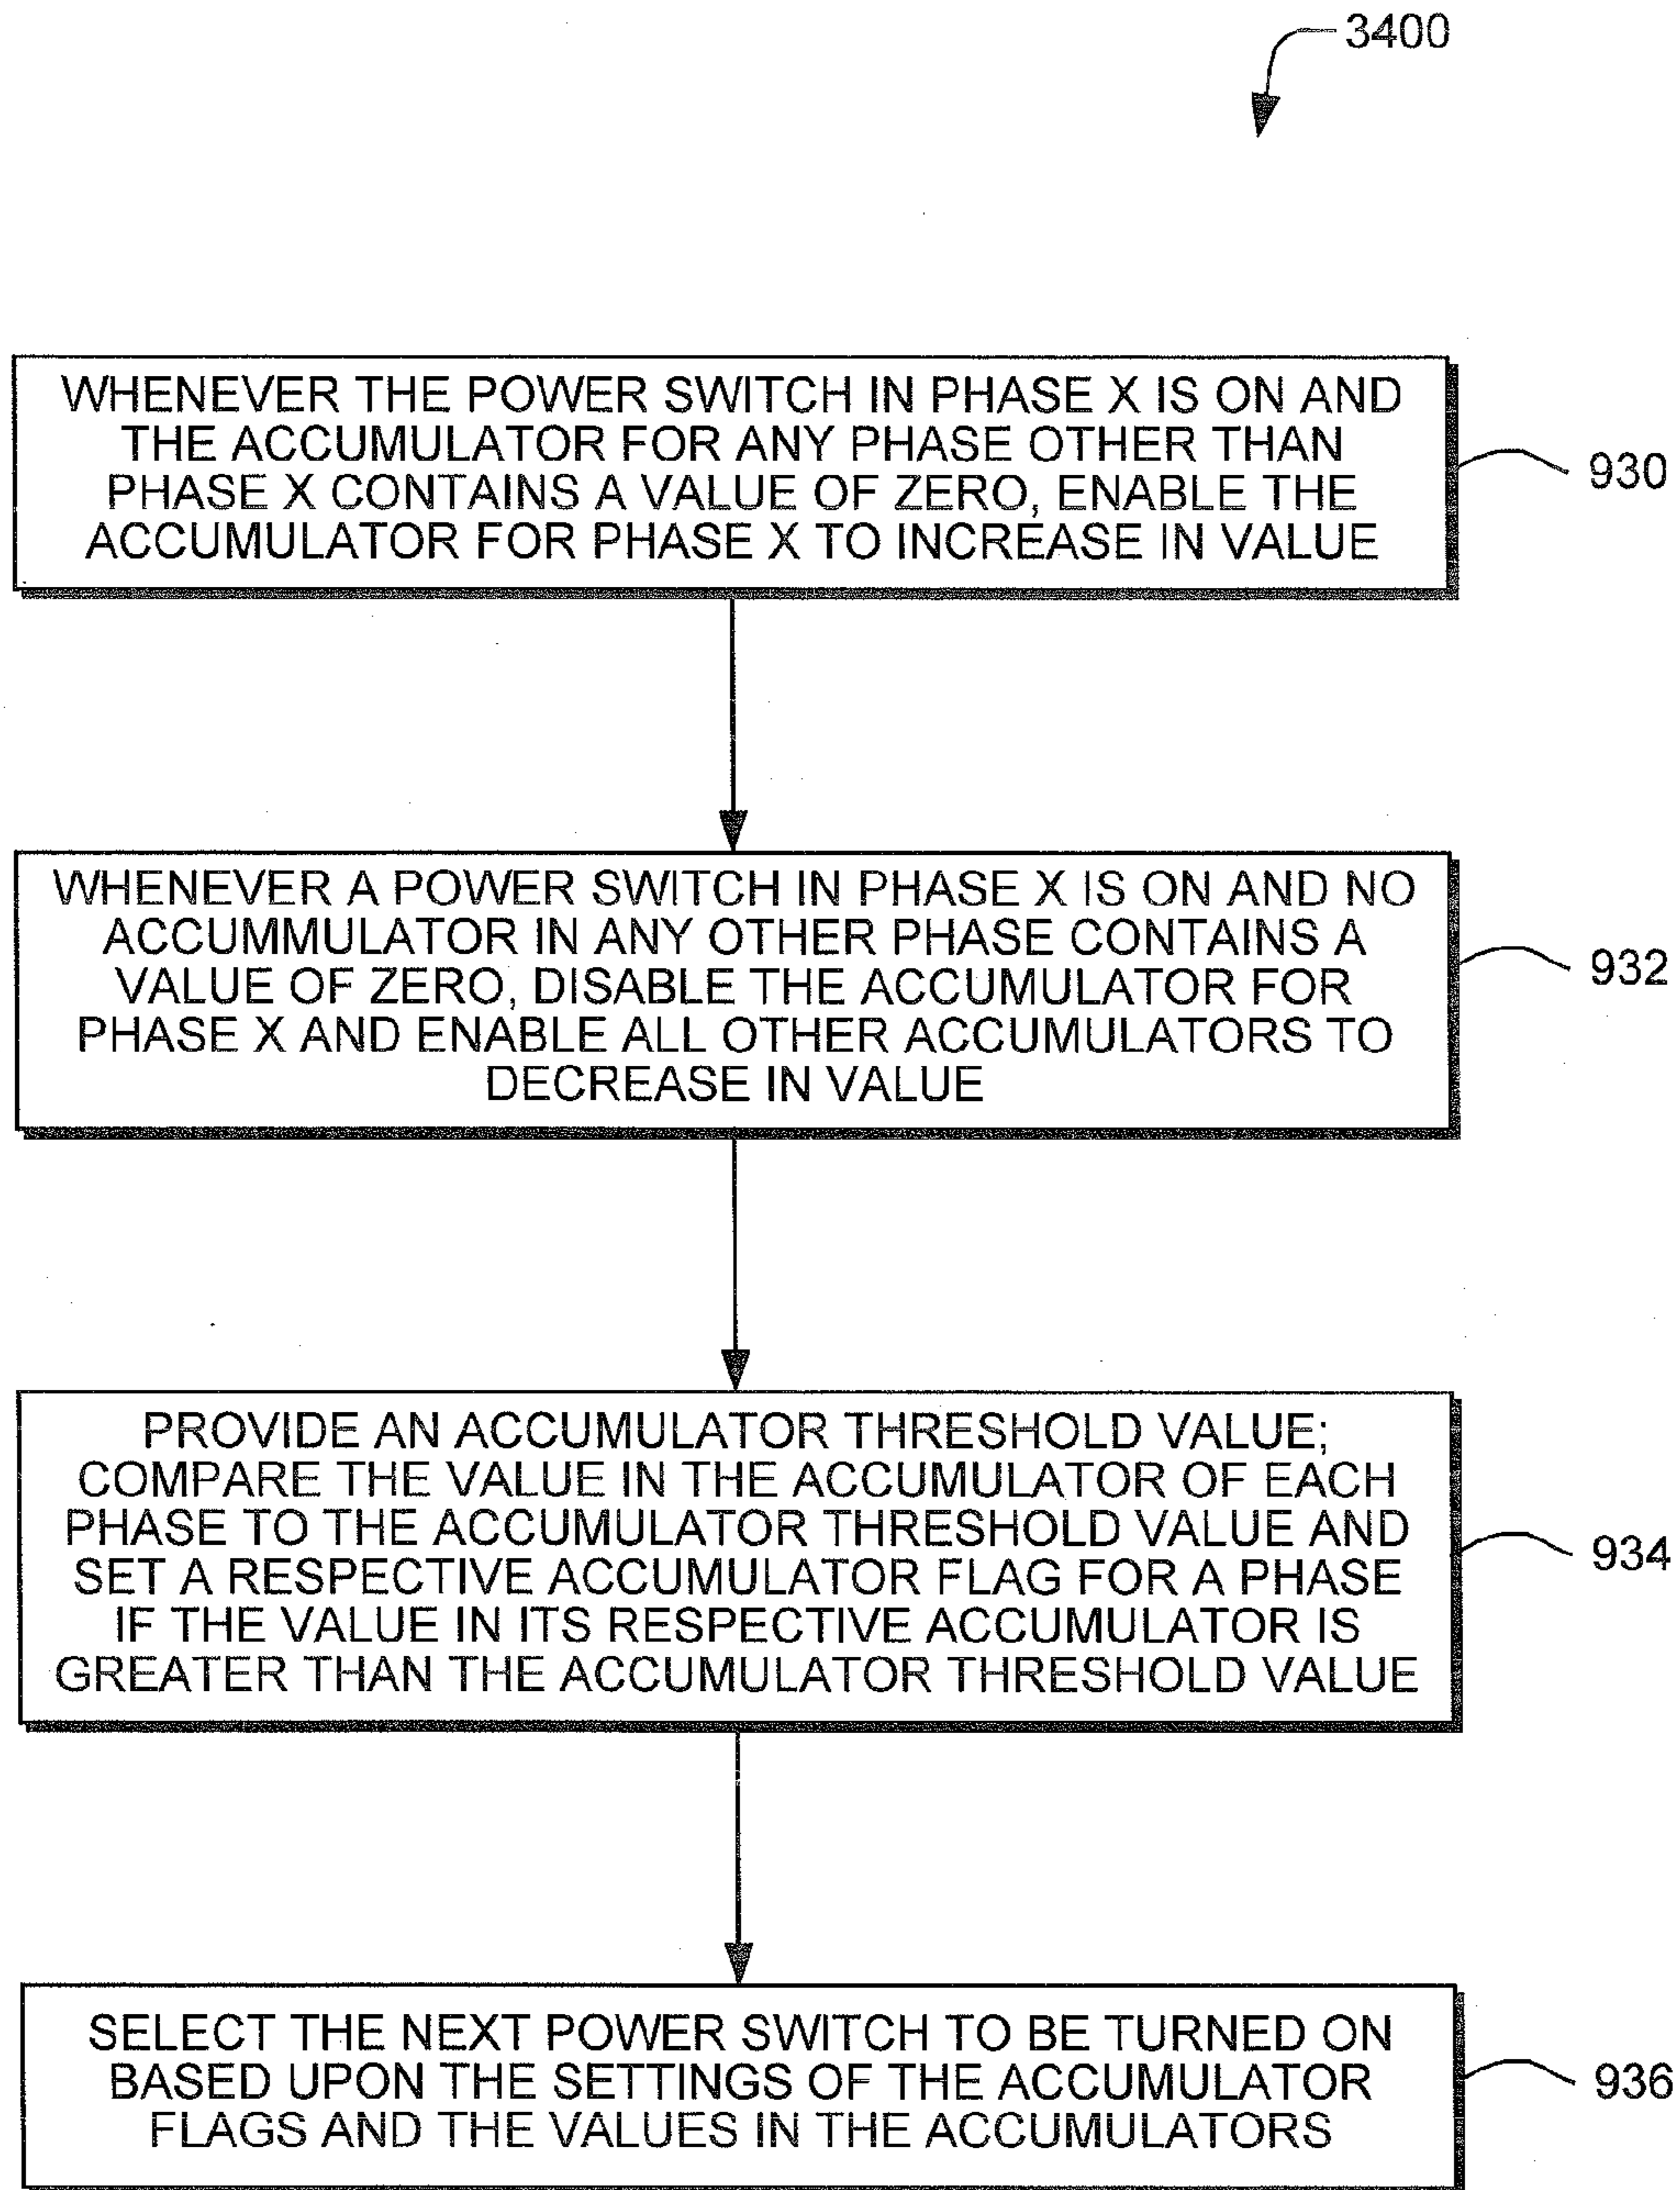 3400
WHENEVER THE POWER SWITCH IN PHASE X IS ON AND
THE ACCUMULATOR FOR ANY PHASE OTHER THAN
PHASE X CONTAINS A VALUE OF ZERO, ENABLE THE
ACCUMULATOR FOR PHASE X TO INCREASE IN VALUE
930
WHENEVER A POWER SWITCH IN PHASE X IS ON AND NO
ACCUMMULATOR IN ANY OTHER PHASE CONTAINS A
VALUE OF ZERO, DISABLE THE ACCUMULATOR FOR
PHASE X AND ENABLE ALL OTHER ACCUMULATORS TO
DECREASE IN VALUE
932
PROVIDE AN ACCUMULATOR THRESHOLD VALUE;
COMPARE THE VALUE IN THE ACCUMULATOR OF EACH
PHASE TO THE ACCUMULATOR THRESHOLD VALUE AND
SET A RESPECTIVE ACCUMULATOR FLAG FOR A PHASE
IF THE VALUE IN ITS RESPECTIVE ACCUMULATOR IS
GREATER THAN THE ACCUMULATOR THRESHOLD VALUE
934
SELECT THE NEXT POWER SWITCH TO BE TURNED ON
BASED UPON THE SETTINGS OF THE ACCUMULATOR
FLAGS AND THE VALUES IN THE ACCUMULATORS
936